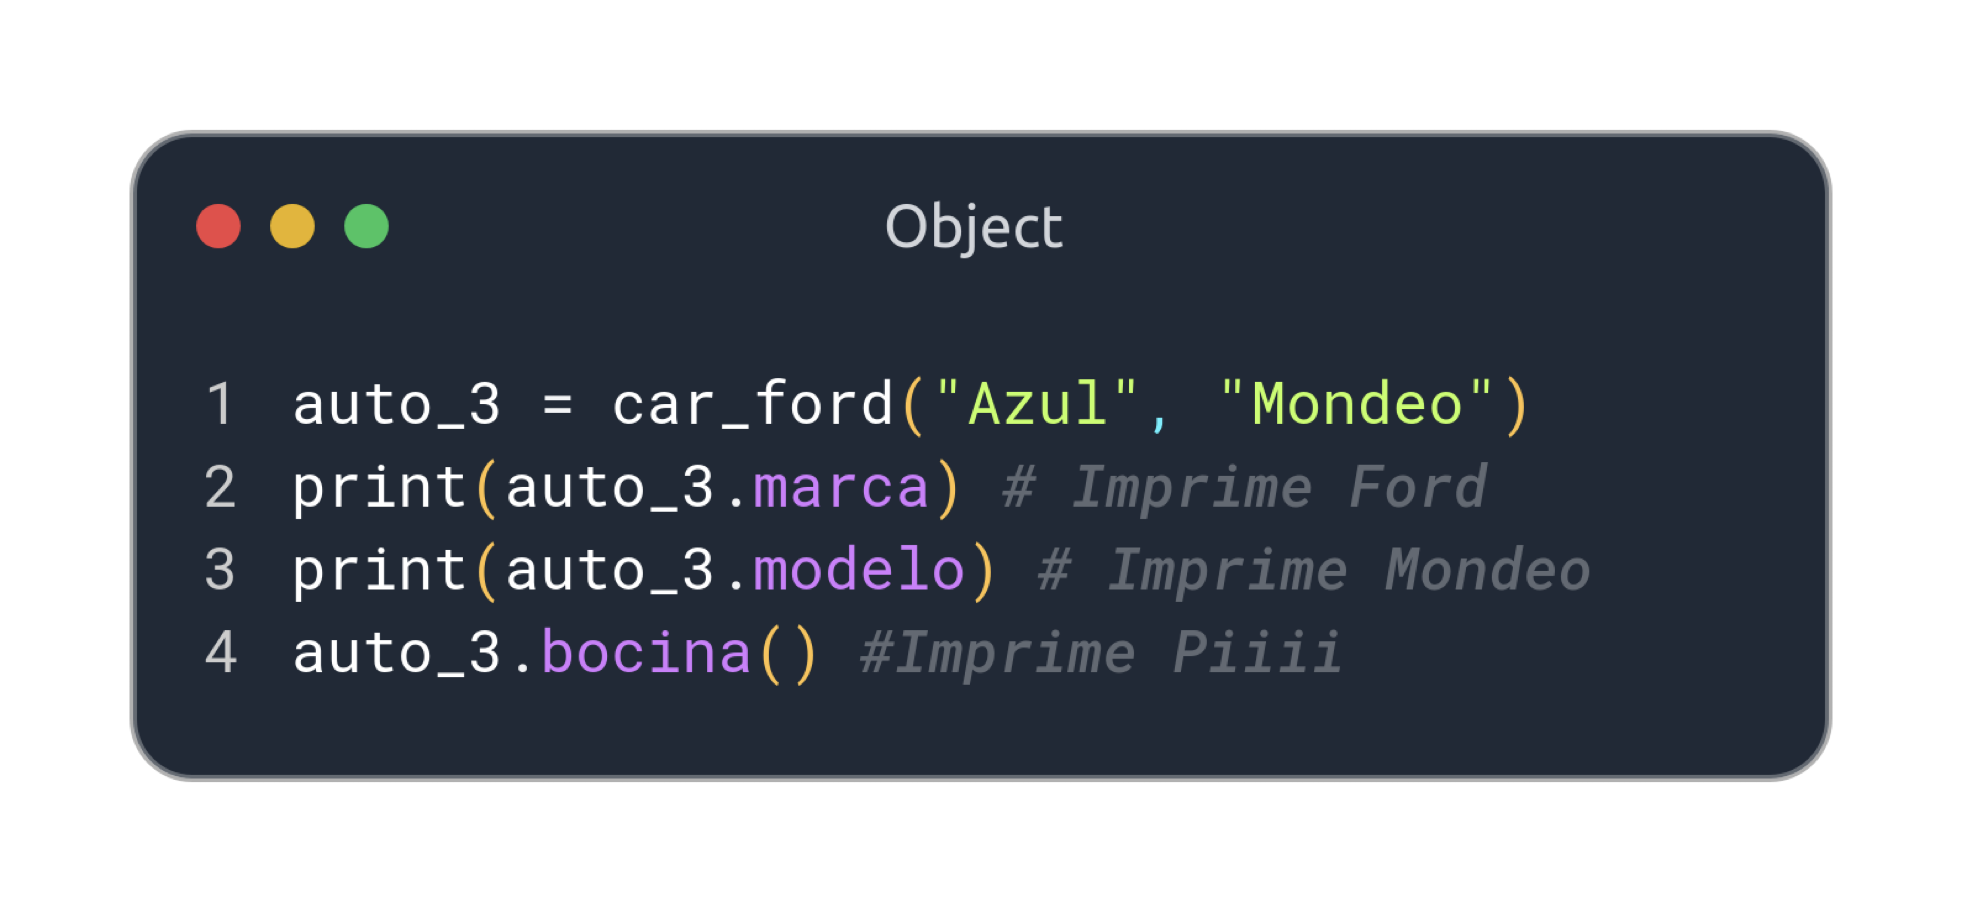 Object
1 auto_3 = car_ford("Azul", "Mondeo")
2 print(auto_3.marca) # Imprime Ford
3 print(auto_3.modelo) # Imprime Mondeo
4 auto_3.bocina() #Imprime Piiii